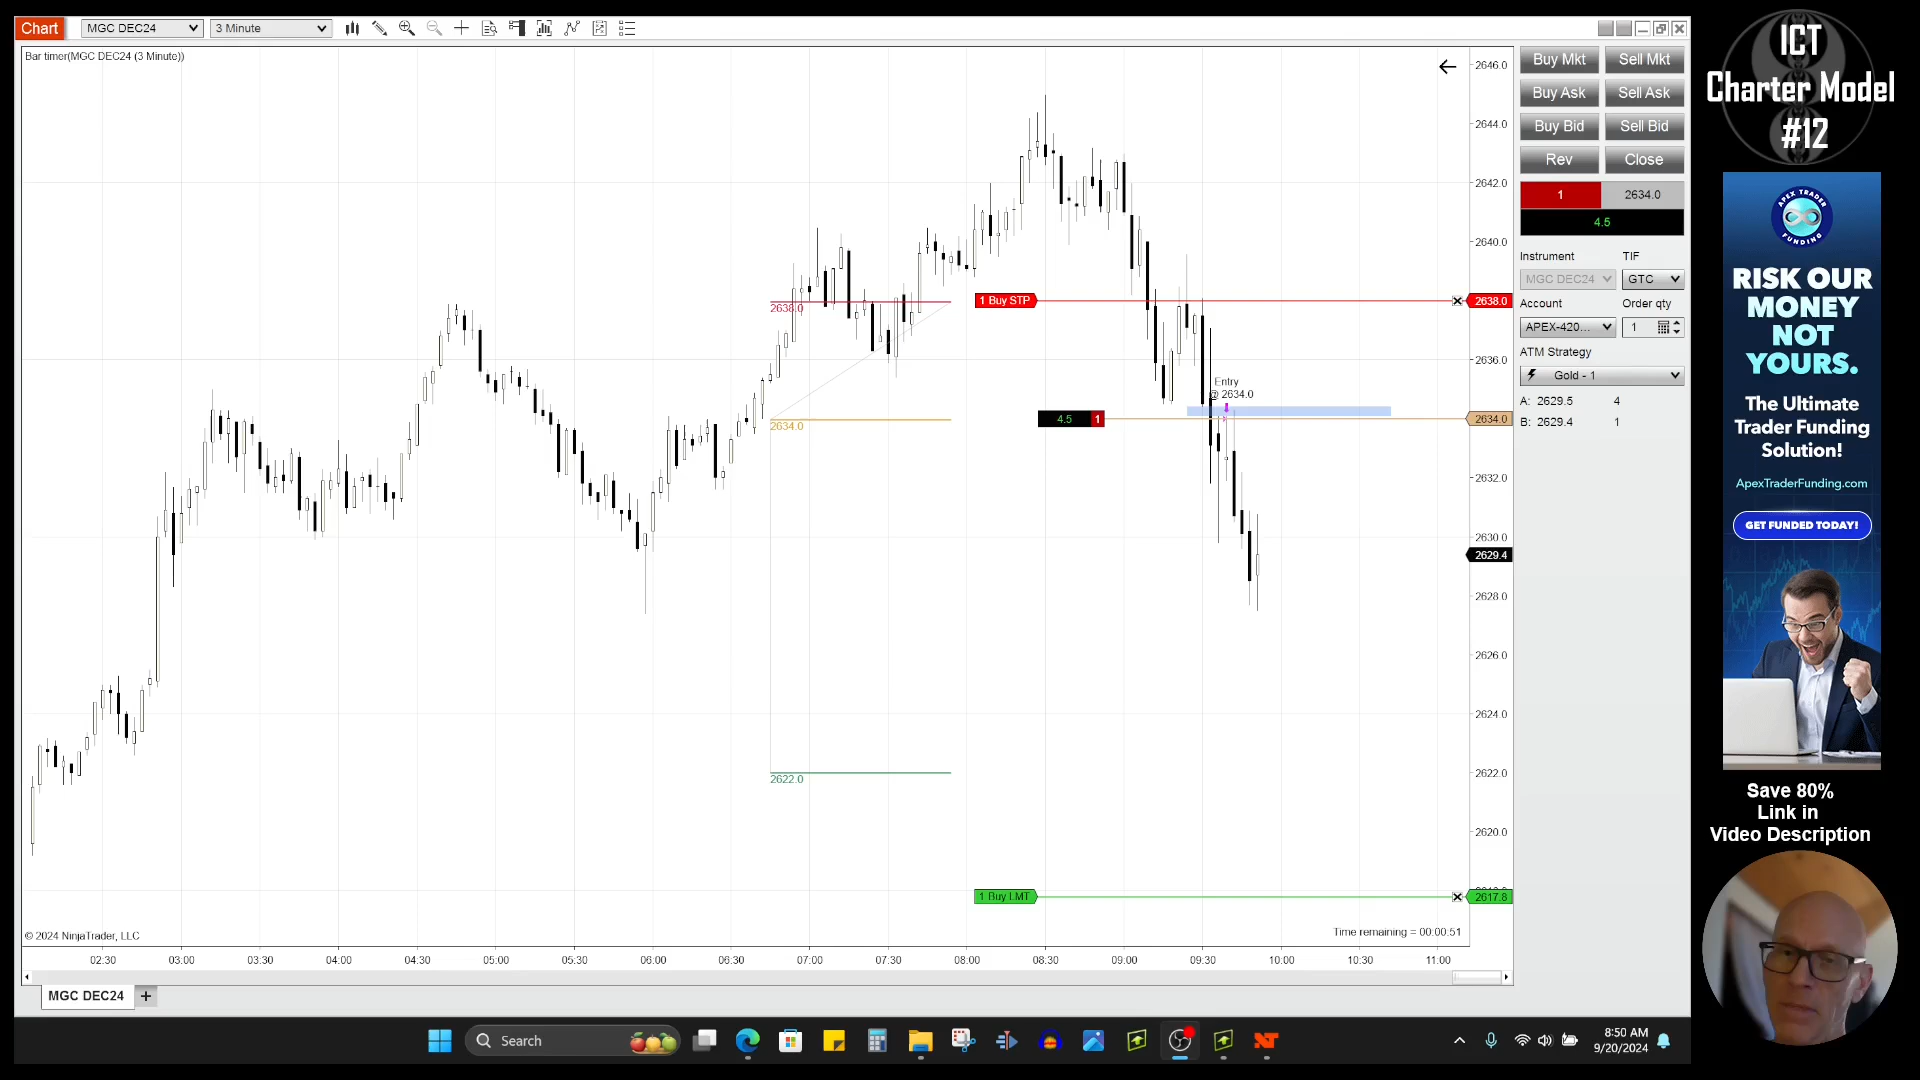 Chart
MGC DEC24
3 Minute
Bar timer(MGC DEC24 (3 Minute))
2646.0
2644.0
2642.0
2640.0
2638.0
2636.0
2634.0
2632.0
2630.0
2629.4
2628.0
2626.0
2624.0
2622.0
2620.0
2617.8
2638.0
2634.0
2622.0
1 Buy STP
Entry
@ 2634.0
4.5 1
1 Buy LMT
© 2024 NinjaTrader, LLC
Time remaining = 00:00:51
02:30 03:00 03:30 04:00 04:30 05:00 05:30 06:00 06:30 07:00 07:30 08:00 08:30 09:00 09:30 10:00 10:30 11:00
MGC DEC24 +
Buy Mkt Sell Mkt
Buy Ask Sell Ask
Buy Bid Sell Bid
Rev Close
1 2634.0
4.5
Instrument TIF
MGC DEC24 GTC
Account Order qty
APEX-420... 1
ATM Strategy
Gold - 1
A: 2629.5 4
B: 2629.4 1
ICT
Charter Model
#12
APEX TRADER
FUNDING
RISK OUR
MONEY
NOT
YOURS.
The Ultimate
Trader Funding
Solution!
ApexTraderFunding.com
GET FUNDED TODAY!
Save 80%
Link in
Video Description
Search
8:50 AM
9/20/2024